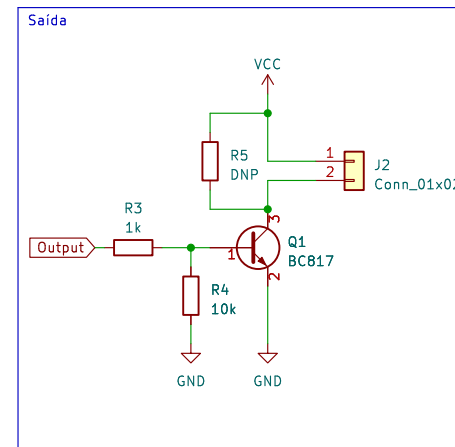 Saída
VCC
R5
DNP
1
2
J2
Conn_01x02
R3
1k
3
Output
1
Q1
BC817
2
R4
10k
GND
GND